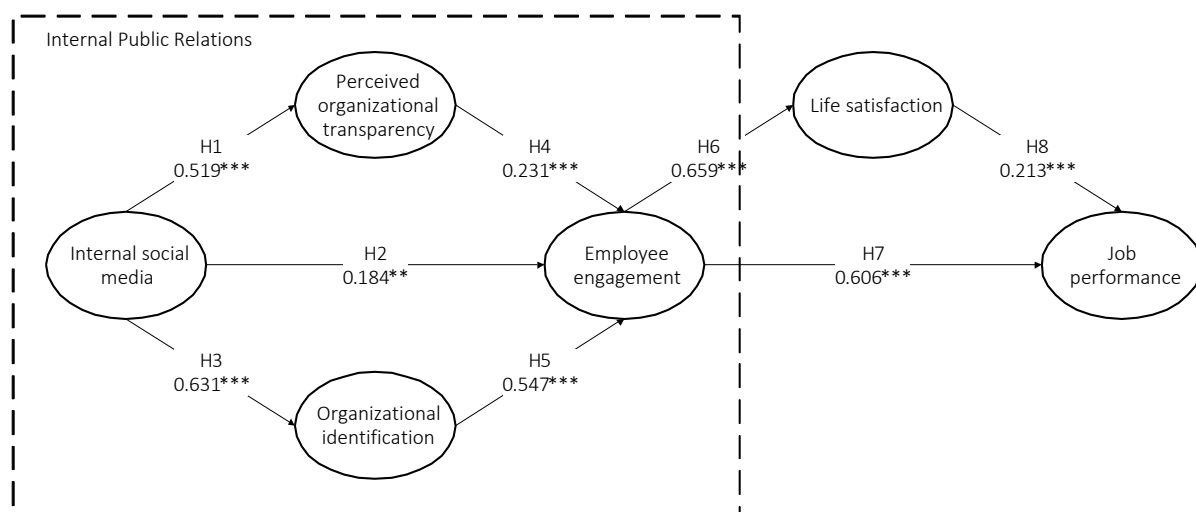 Internal Public Relations
Perceived
organizational
transparency
Life satisfaction
H1
0.519***
H4
0.231***
H6
0.659***
H8
0.213***
Internal social
media
H2
0.184**
Employee
engagement
H7
0.606***
Job
performance
H3
0.631***
H5
0.547***
Organizational
identification